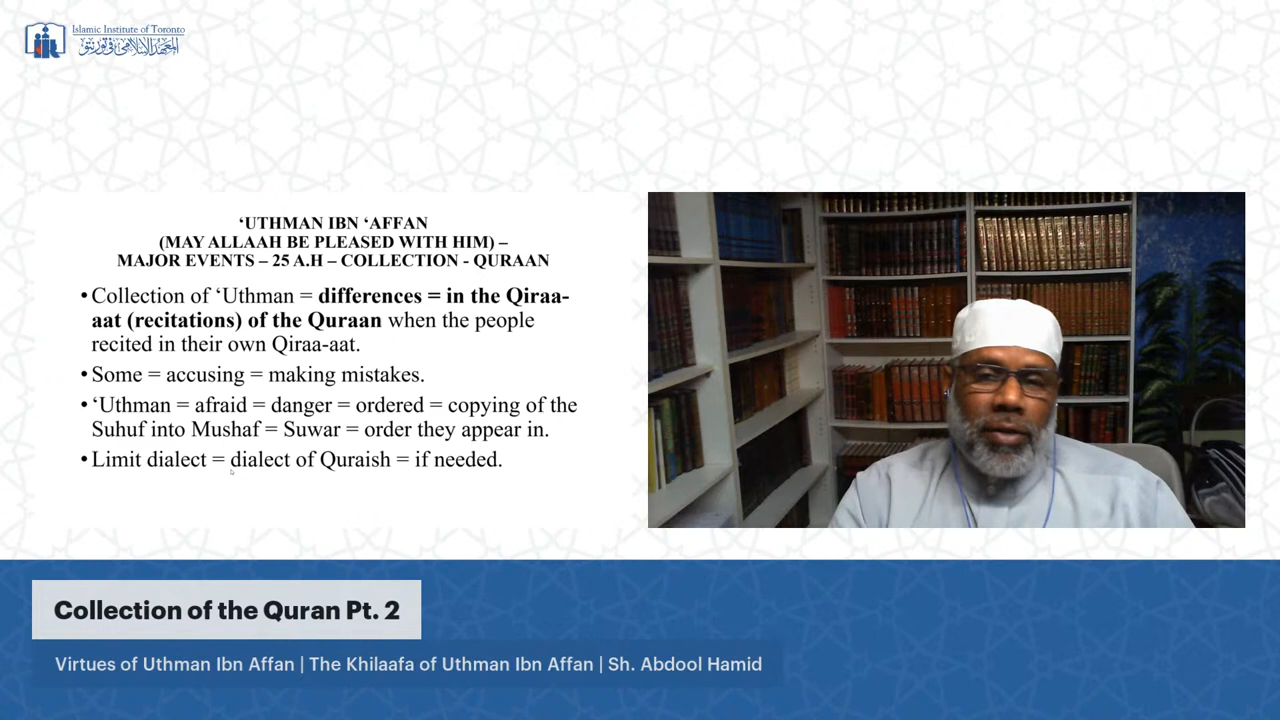 Islamic Institute of Toronto
المعهد الإسلامي في تورنتو
‘UTHMAN IBN ‘AFFAN
(MAY ALLAAH BE PLEASED WITH HIM) –
MAJOR EVENTS – 25 A.H – COLLECTION - QURAAN
•Collection of ‘Uthman = differences = in the Qiraa-
aat (recitations) of the Quraan when the people
recited in their own Qiraa-aat.
•Some = accusing = making mistakes.
•‘Uthman = afraid = danger = ordered = copying of the
Suhuf into Mushaf = Suwar = order they appear in.
•Limit dialect = dialect of Quraish = if needed.
Collection of the Quran Pt. 2
Virtues of Uthman Ibn Affan | The Khilaafa of Uthman Ibn Affan | Sh. Abdool Hamid